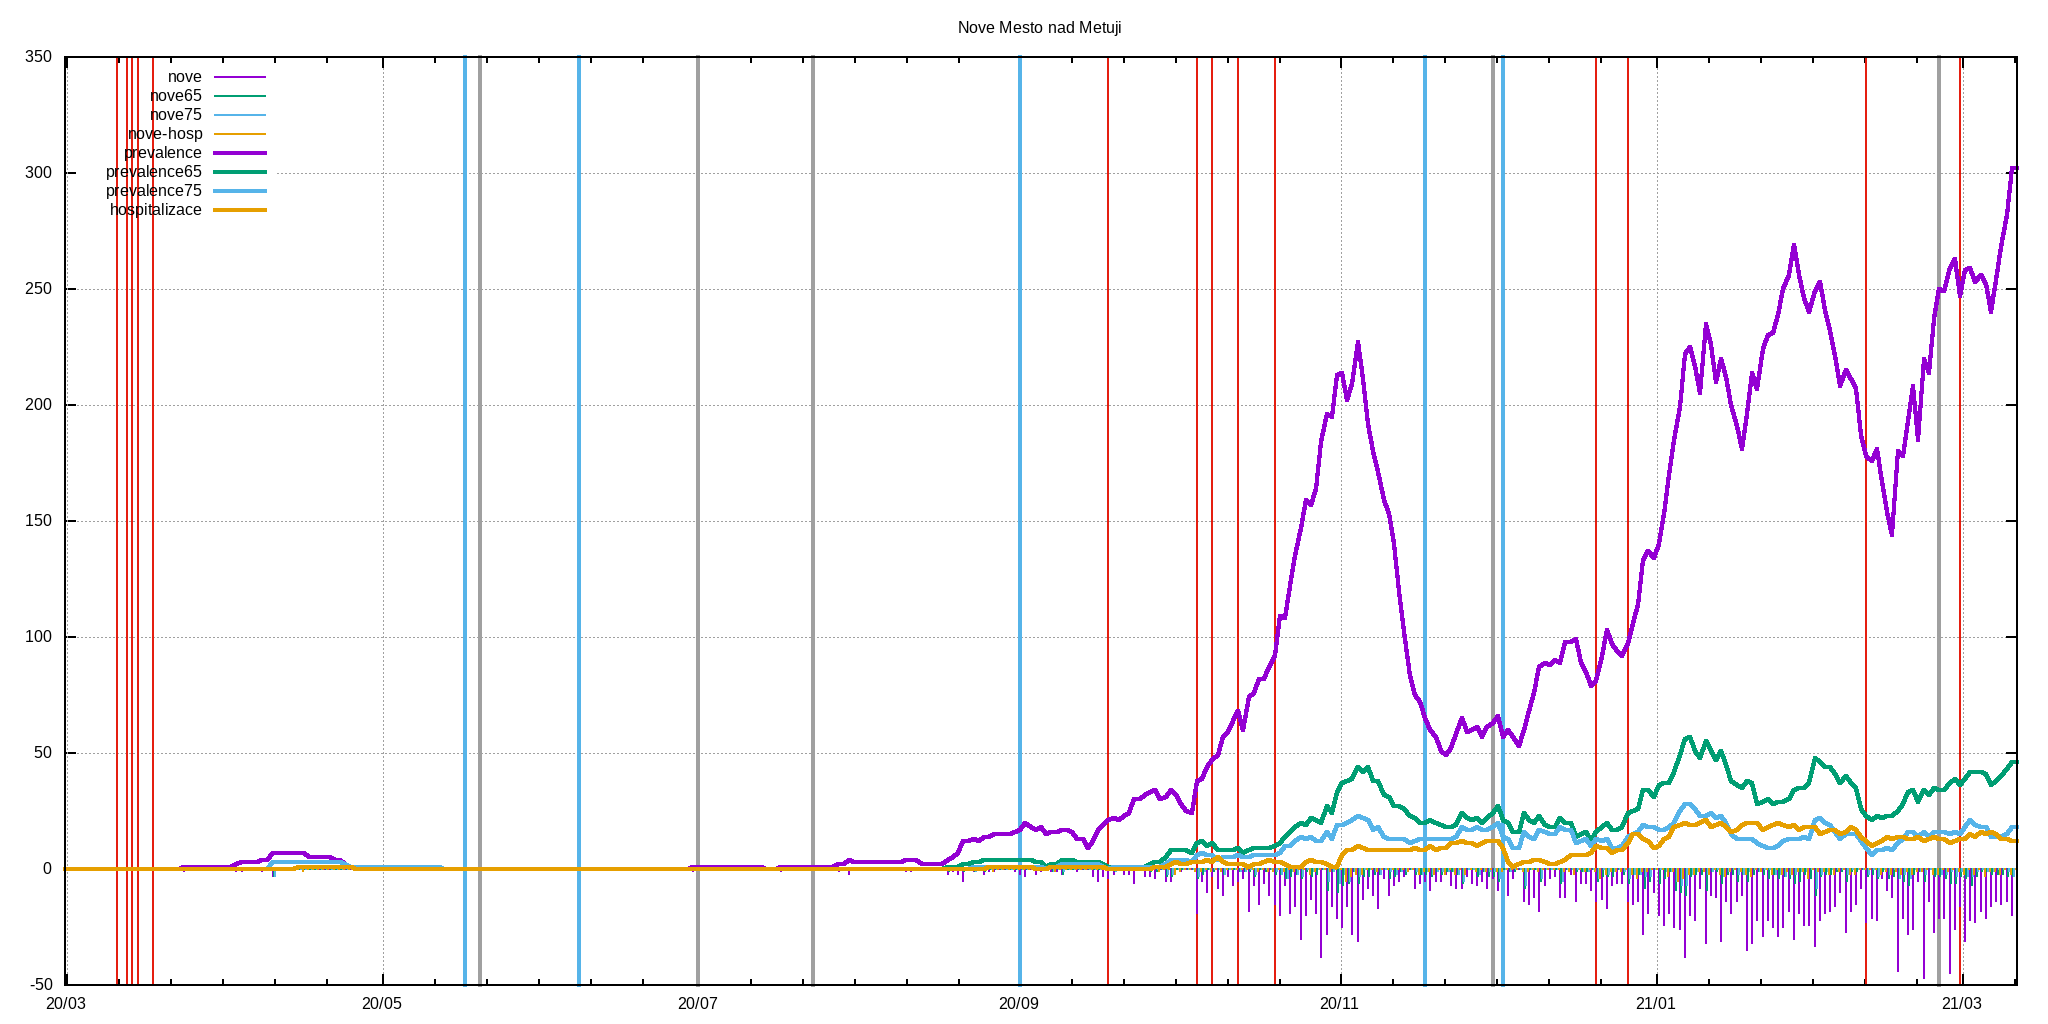 Nove Mesto nad Metuji
350
300
250
200
150
100
50
0
-50
nove
nove65
nove75
nove-hosp
prevalence
prevalence65
prevalence75
hospitalizace
20/03
20/05
20/07
20/09
20/11
21/01
21/03